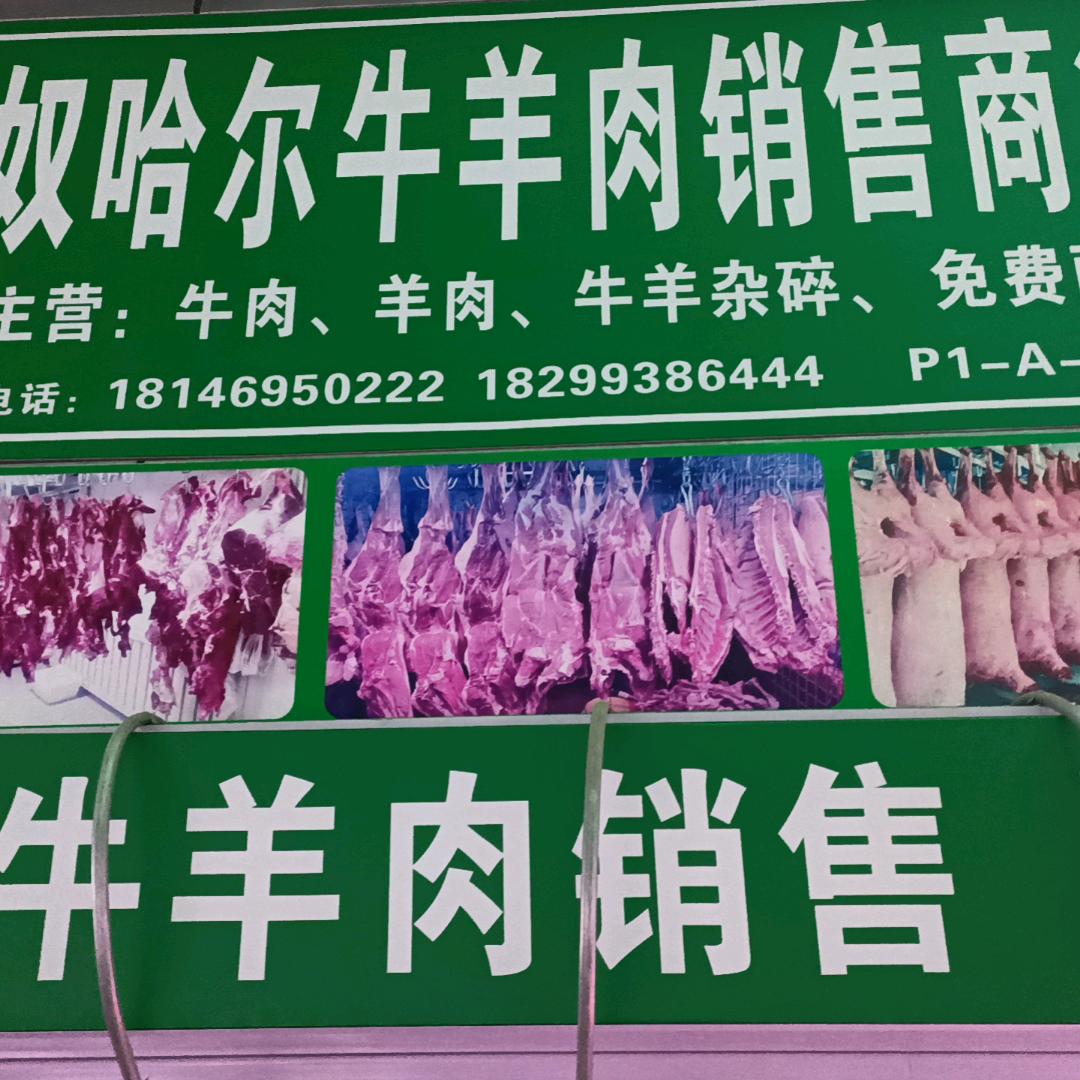 奴哈尔牛羊肉销售商
主营：牛肉、羊肉、牛羊杂碎、免费
电话：18146950222 18299386444 P1-A-
牛羊肉销售